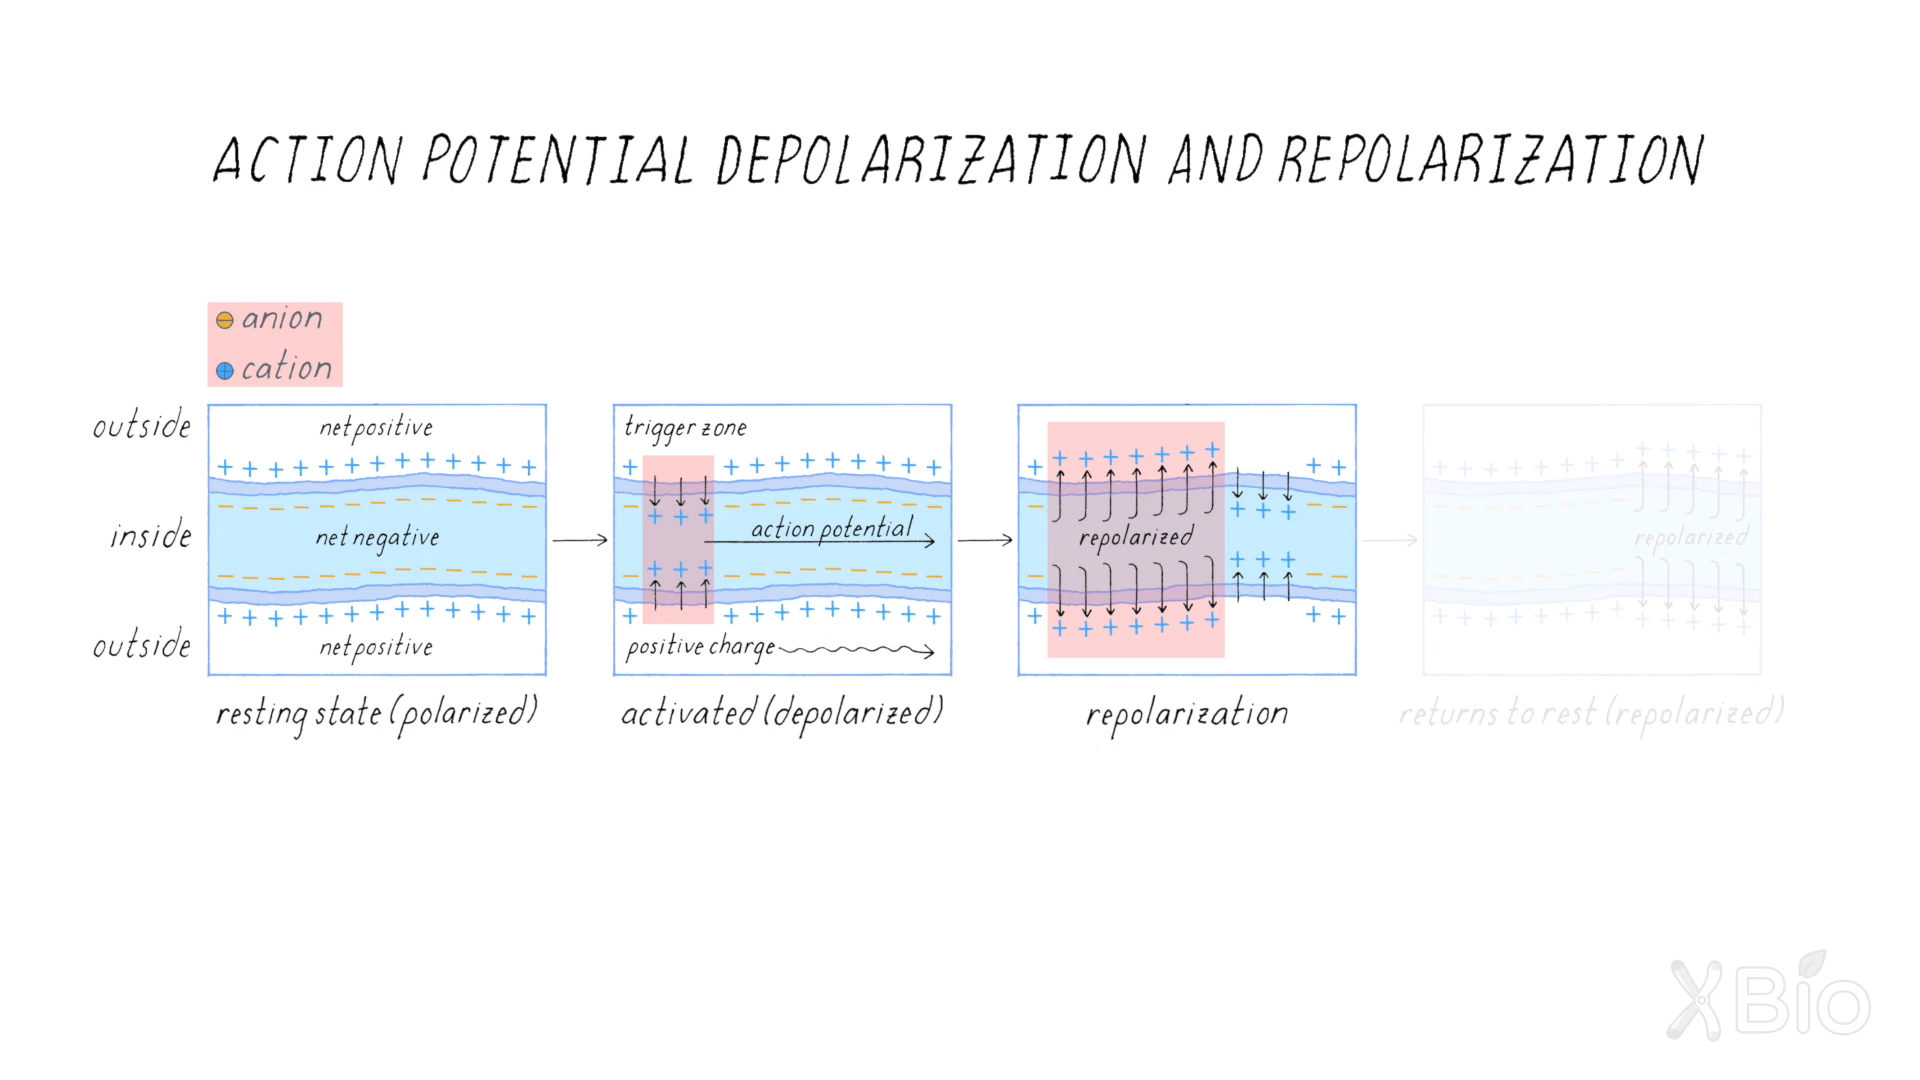 ACTION POTENTIAL DEPOLARIZATION AND REPOLARIZATION
anion
cation
outside
inside
outside
net positive
net negative
net positive
resting state (polarized)
trigger zone
action potential
positive charge
activated (depolarized)
repolarized
repolarization
repolarized
returns to rest (repolarized)
XBio